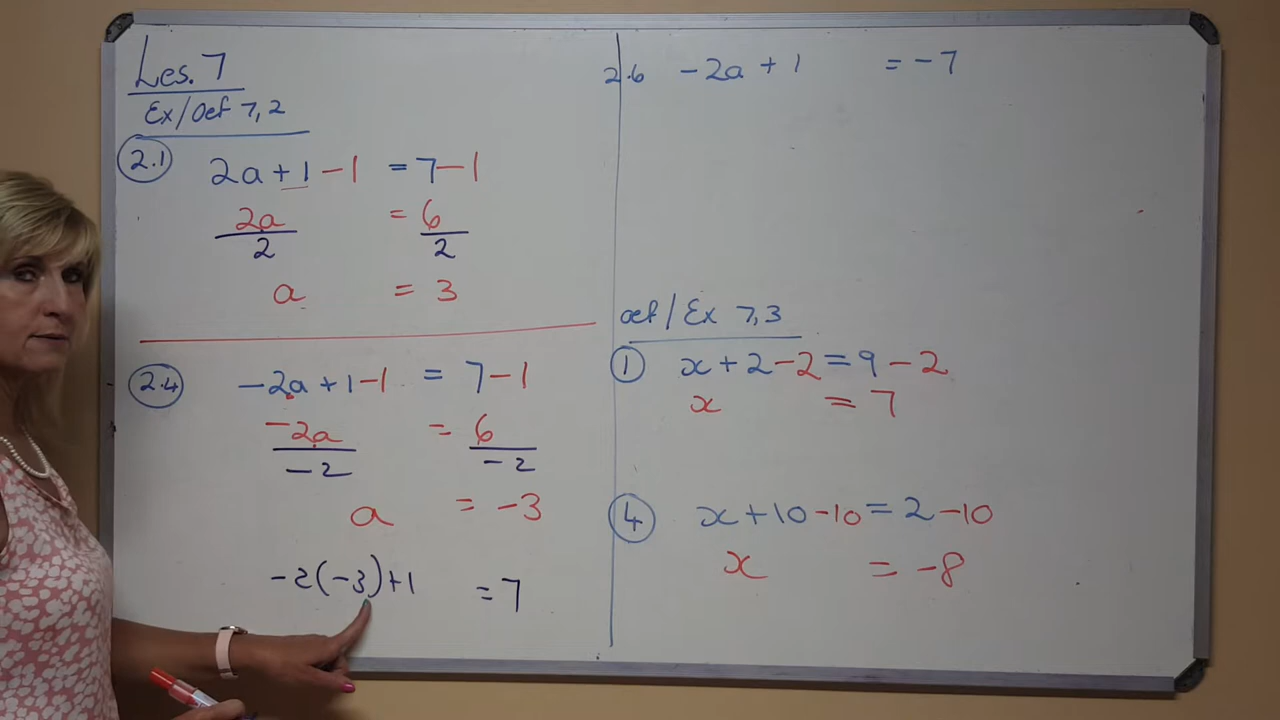 Les. 7
Ex/Oef 7,2
2.1 2a + 1 - 1 = 7 - 1
2a = 6
2 2
a = 3
2.4 -2a + 1 - 1 = 7 - 1
-2a = 6
-2 -2
a = -3
-2(-3)+1 = 7
2.6 -2a + 1 = -7
oef/Ex 7,3
1 x + 2 - 2 = 9 - 2
x = 7
4 x + 10 - 10 = 2 - 10
x = -8